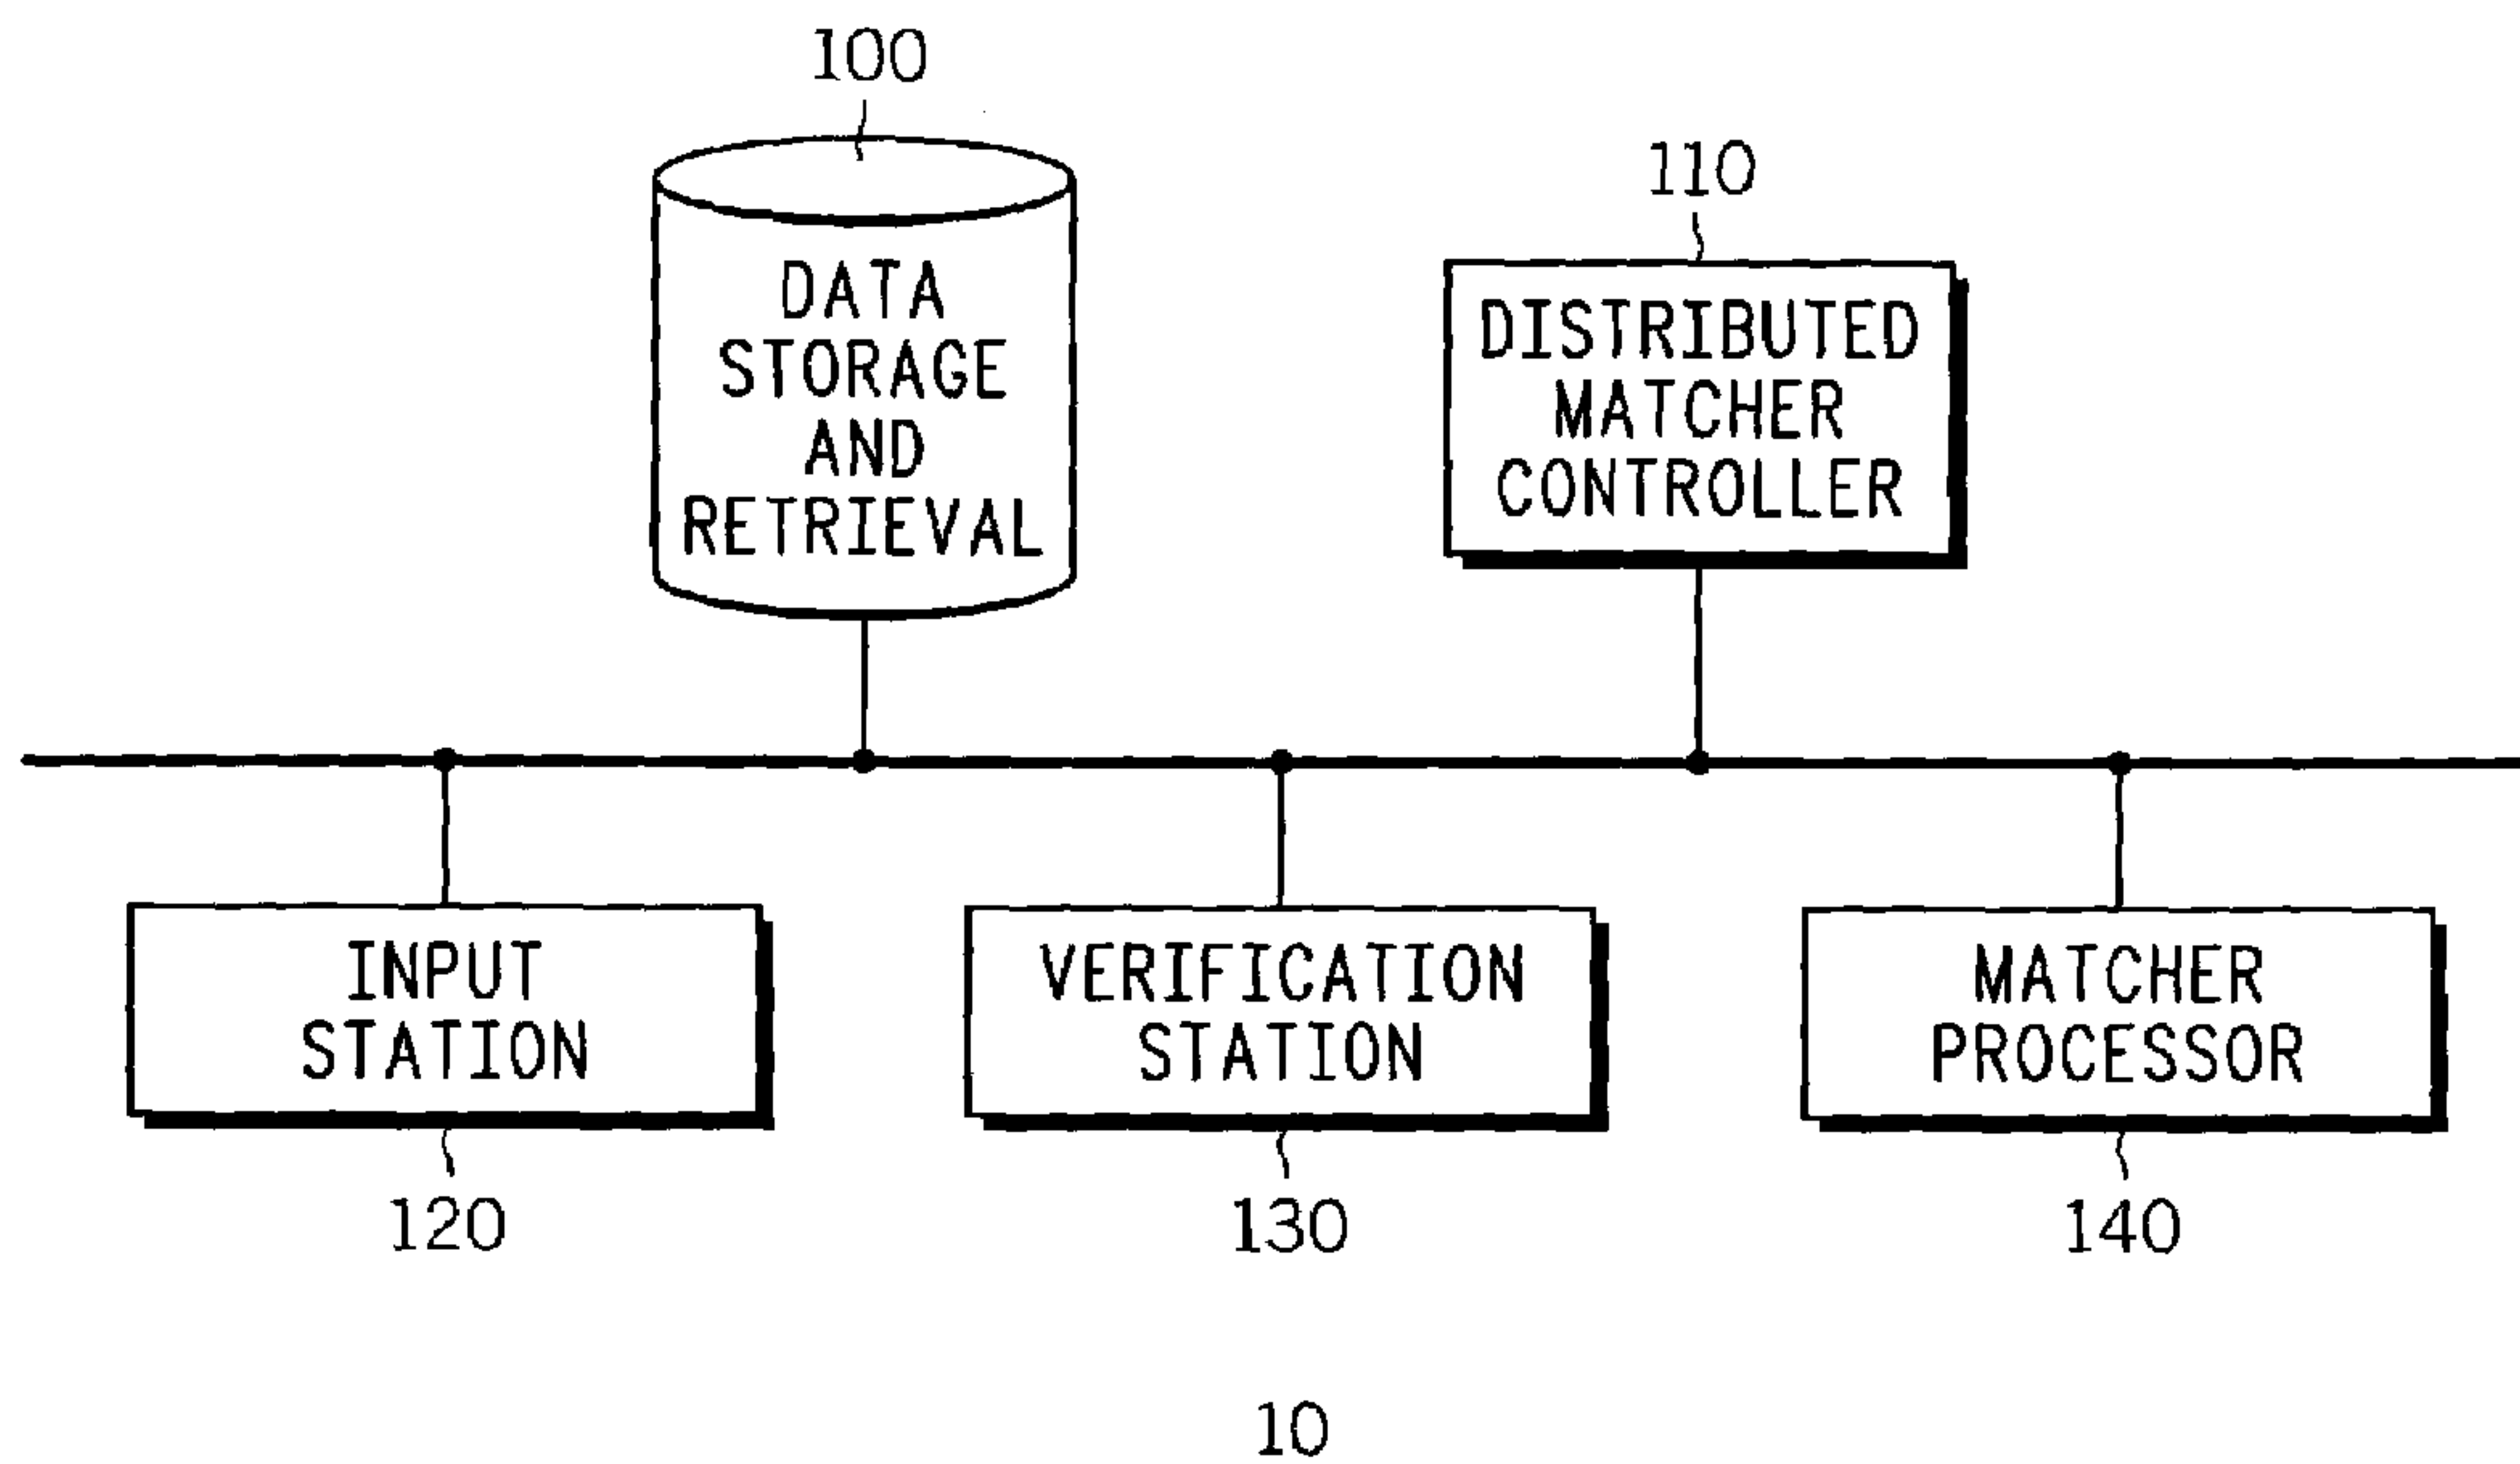 100
DATA
STORAGE
AND
RETRIEVAL
110
DISTRIBUTED
MATCHER
CONTROLLER
INPUT
STATION
120
VERIFICATION
STATION
130
MATCHER
PROCESSOR
140
10